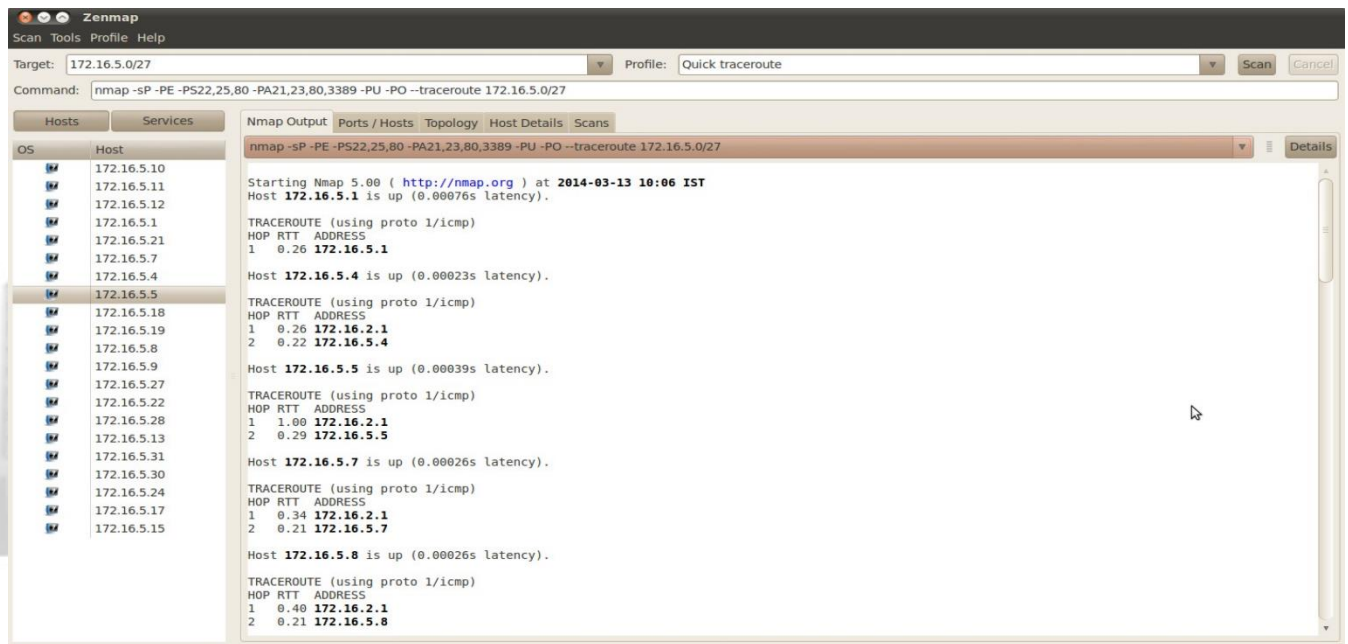 Zenmap
Scan Tools Profile Help
Target: 172.16.5.0/27 Profile: Quick traceroute Scan Cancel
Command: nmap -sP -PE -PS22,25,80 -PA21,23,80,3389 -PU -PO --traceroute 172.16.5.0/27
Hosts Services
OS Host
172.16.5.10
172.16.5.11
172.16.5.12
172.16.5.1
172.16.5.21
172.16.5.7
172.16.5.4
172.16.5.5
172.16.5.18
172.16.5.19
172.16.5.8
172.16.5.9
172.16.5.27
172.16.5.22
172.16.5.28
172.16.5.13
172.16.5.31
172.16.5.30
172.16.5.24
172.16.5.17
172.16.5.15
Nmap Output Ports / Hosts Topology Host Details Scans
nmap -sP -PE -PS22,25,80 -PA21,23,80,3389 -PU -PO --traceroute 172.16.5.0/27 Details
Starting Nmap 5.00 ( http://nmap.org ) at 2014-03-13 10:06 IST
Host 172.16.5.1 is up (0.00076s latency).
TRACEROUTE (using proto 1/icmp)
HOP RTT ADDRESS
1 0.26 172.16.5.1
Host 172.16.5.4 is up (0.00023s latency).
TRACEROUTE (using proto 1/icmp)
HOP RTT ADDRESS
1 0.26 172.16.2.1
2 0.22 172.16.5.4
Host 172.16.5.5 is up (0.00039s latency).
TRACEROUTE (using proto 1/icmp)
HOP RTT ADDRESS
1 1.00 172.16.2.1
2 0.29 172.16.5.5
Host 172.16.5.7 is up (0.00026s latency).
TRACEROUTE (using proto 1/icmp)
HOP RTT ADDRESS
1 0.34 172.16.2.1
2 0.21 172.16.5.7
Host 172.16.5.8 is up (0.00026s latency).
TRACEROUTE (using proto 1/icmp)
HOP RTT ADDRESS
1 0.40 172.16.2.1
2 0.21 172.16.5.8